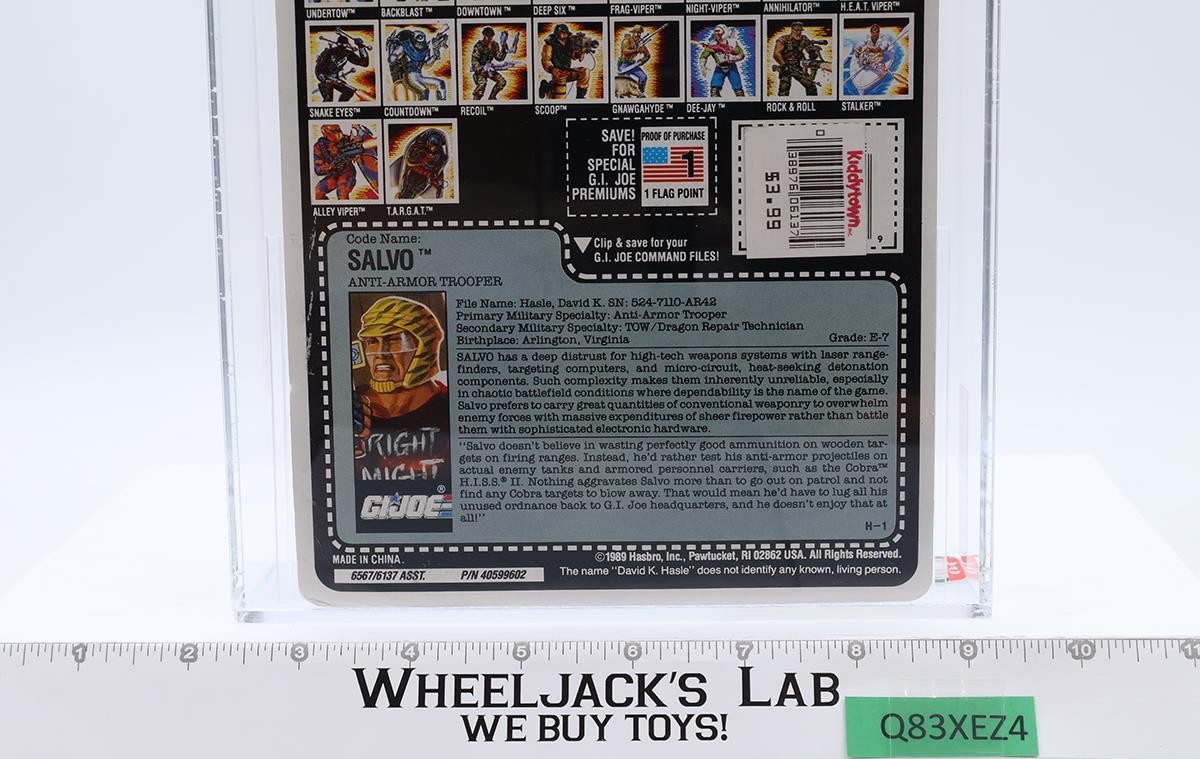 UNDERTOW™ BACKBLAST™ DOWNTOWN™ DEEP SIX™ FRAG-VIPER™ NIGHT-VIPER™ ANNIHILATOR™ H.E.A.T. VIPER™
SNAKE EYES™ COUNTDOWN™ RECOIL™ SCOOP™ GNAWGAHYDE™ DEE-JAY™ ROCK & ROLL STALKER™
ALLEY VIPER™ T.A.R.G.A.T.™
SAVE!
FOR
SPECIAL
G.I. JOE
PREMIUMS
PROOF OF PURCHASE
1
1 FLAG POINT
$3.99
38976 06137
Kiddytown INC.
9
Clip & save for your
G.I. JOE COMMAND FILES!
Code Name:
SALVO™
ANTI-ARMOR TROOPER
File Name: Hasle, David K. SN: 524-7110-AR42
Primary Military Specialty: Anti-Armor Trooper
Secondary Military Specialty: TOW/Dragon Repair Technician
Birthplace: Arlington, Virginia Grade: E-7
SALVO has a deep distrust for high-tech weapons systems with laser range-
finders, targeting computers, and micro-circuit, heat-seeking detonation
components. Such complexity makes them inherently unreliable, especially
in chaotic battlefield conditions where dependability is the name of the game.
Salvo prefers to carry great quantities of conventional weaponry to overwhelm
enemy forces with massive expenditures of sheer firepower rather than battle
them with sophisticated electronic hardware.
"Salvo doesn't believe in wasting perfectly good ammunition on wooden tar-
gets on firing ranges. Instead, he'd rather test his anti-armor projectiles on
actual enemy tanks and armored personnel carriers, such as the Cobra™
H.I.S.S.® II. Nothing aggravates Salvo more than to go out on patrol and not
find any Cobra targets to blow away. That would mean he'd have to lug all his
unused ordnance back to G.I. Joe headquarters, and he doesn't enjoy that at
all!"
H-1
RIGHT
MIGHT
GI JOE®
MADE IN CHINA.
6567/6137 ASST. P/N 40599602
©1989 Hasbro, Inc., Pawtucket, RI 02862 USA. All Rights Reserved.
The name "David K. Hasle" does not identify any known, living person.
1 2 3 4 5 6 7 8 9 10 11
WHEELJACK'S LAB
WE BUY TOYS!
Q83XEZ4